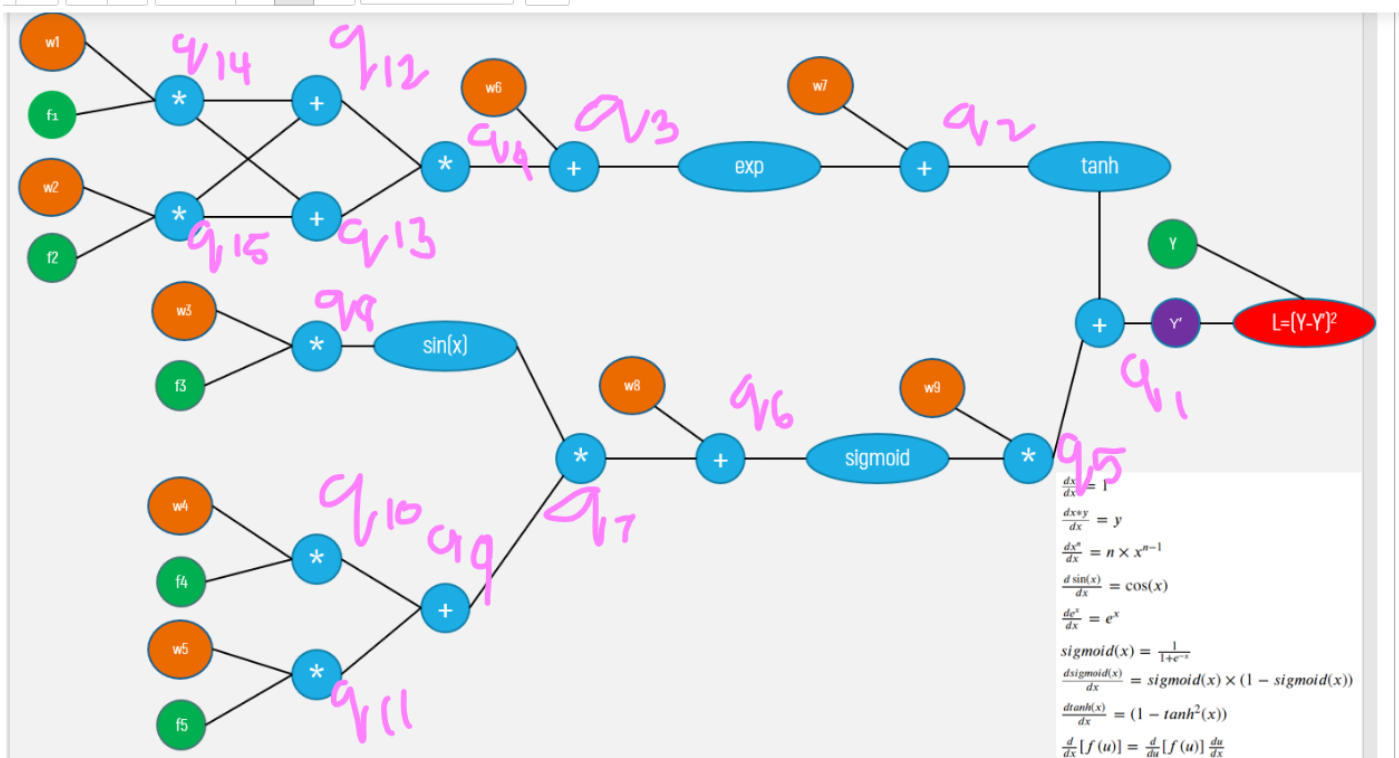 w1
q14
q12
f1
*
+
w6
w7
q3
q2
*
q4
+
exp
+
tanh
w2
*
+
q15
q13
f2
Y
w3
q8
*
sin(x)
f3
+
Y'
L=(Y-Y')²
q1
w8
q6
w9
*
+
sigmoid
*
q5
q7
w4
q10
*
f4
q9
+
w5
*
q11
f5
dx/dx = 1
dx*y/dx = y
dxⁿ/dx = n × xⁿ⁻¹
d sin(x)/dx = cos(x)
deˣ/dx = eˣ
sigmoid(x) = 1/1+e⁻ˣ
dsigmoid(x)/dx = sigmoid(x) × (1 − sigmoid(x))
dtanh(x)/dx = (1 − tanh²(x))
d/dx [f(u)] = d/du [f(u)] du/dx